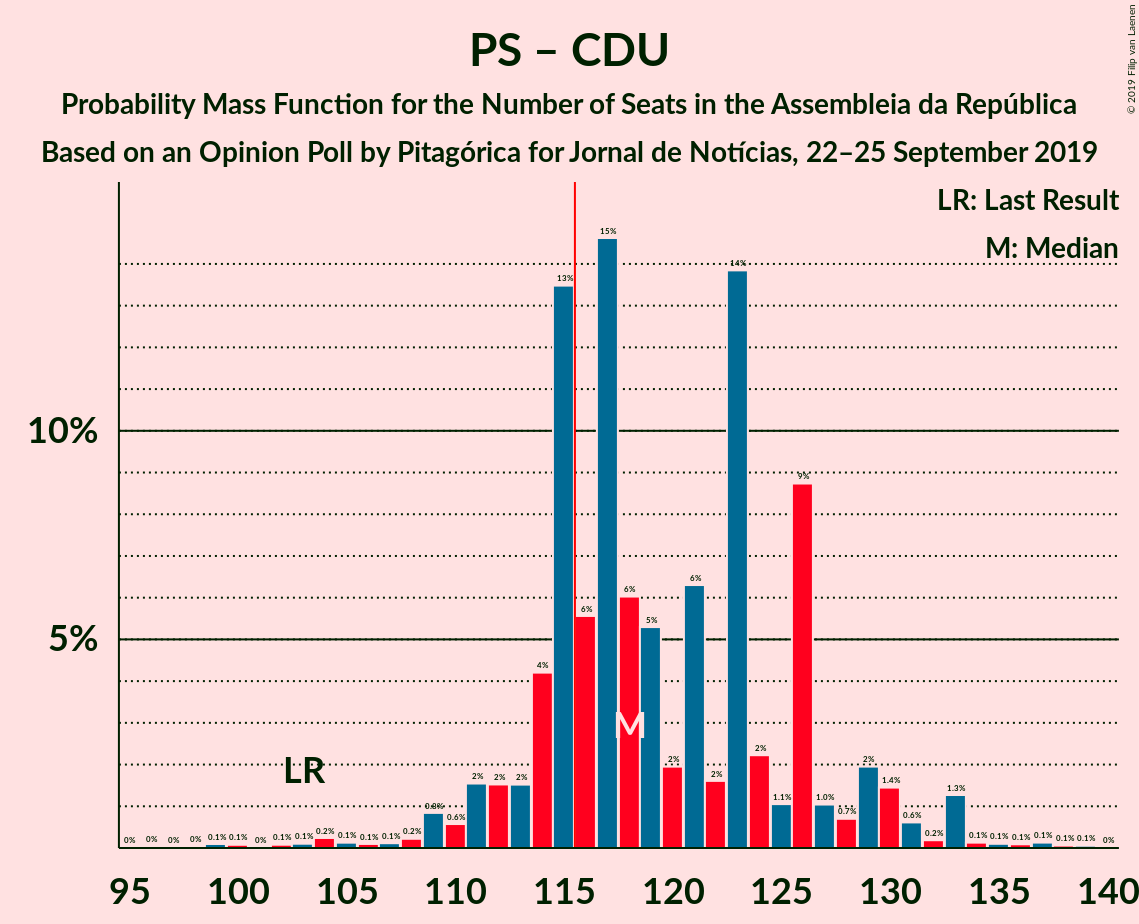 PS – CDU
Probability Mass Function for the Number of Seats in the Assembleia da República
Based on an Opinion Poll by Pitagórica for Jornal de Notícias, 22–25 September 2019
© 2019 Filip van Laenen
LR: Last Result
M: Median
10%
5%
LR
M
0% 0% 0% 0% 0.1% 0.1% 0% 0.1% 0.1% 0.2% 0.1% 0.1% 0.1% 0.2% 0.8% 0.6% 2% 2% 2% 4% 13% 6% 15% 6% 5% 2% 6% 2% 14% 2% 1.1% 9% 1.0% 0.7% 2% 1.4% 0.6% 0.2% 1.3% 0.1% 0.1% 0.1% 0.1% 0.1% 0.1% 0%
95 100 105 110 115 120 125 130 135 140